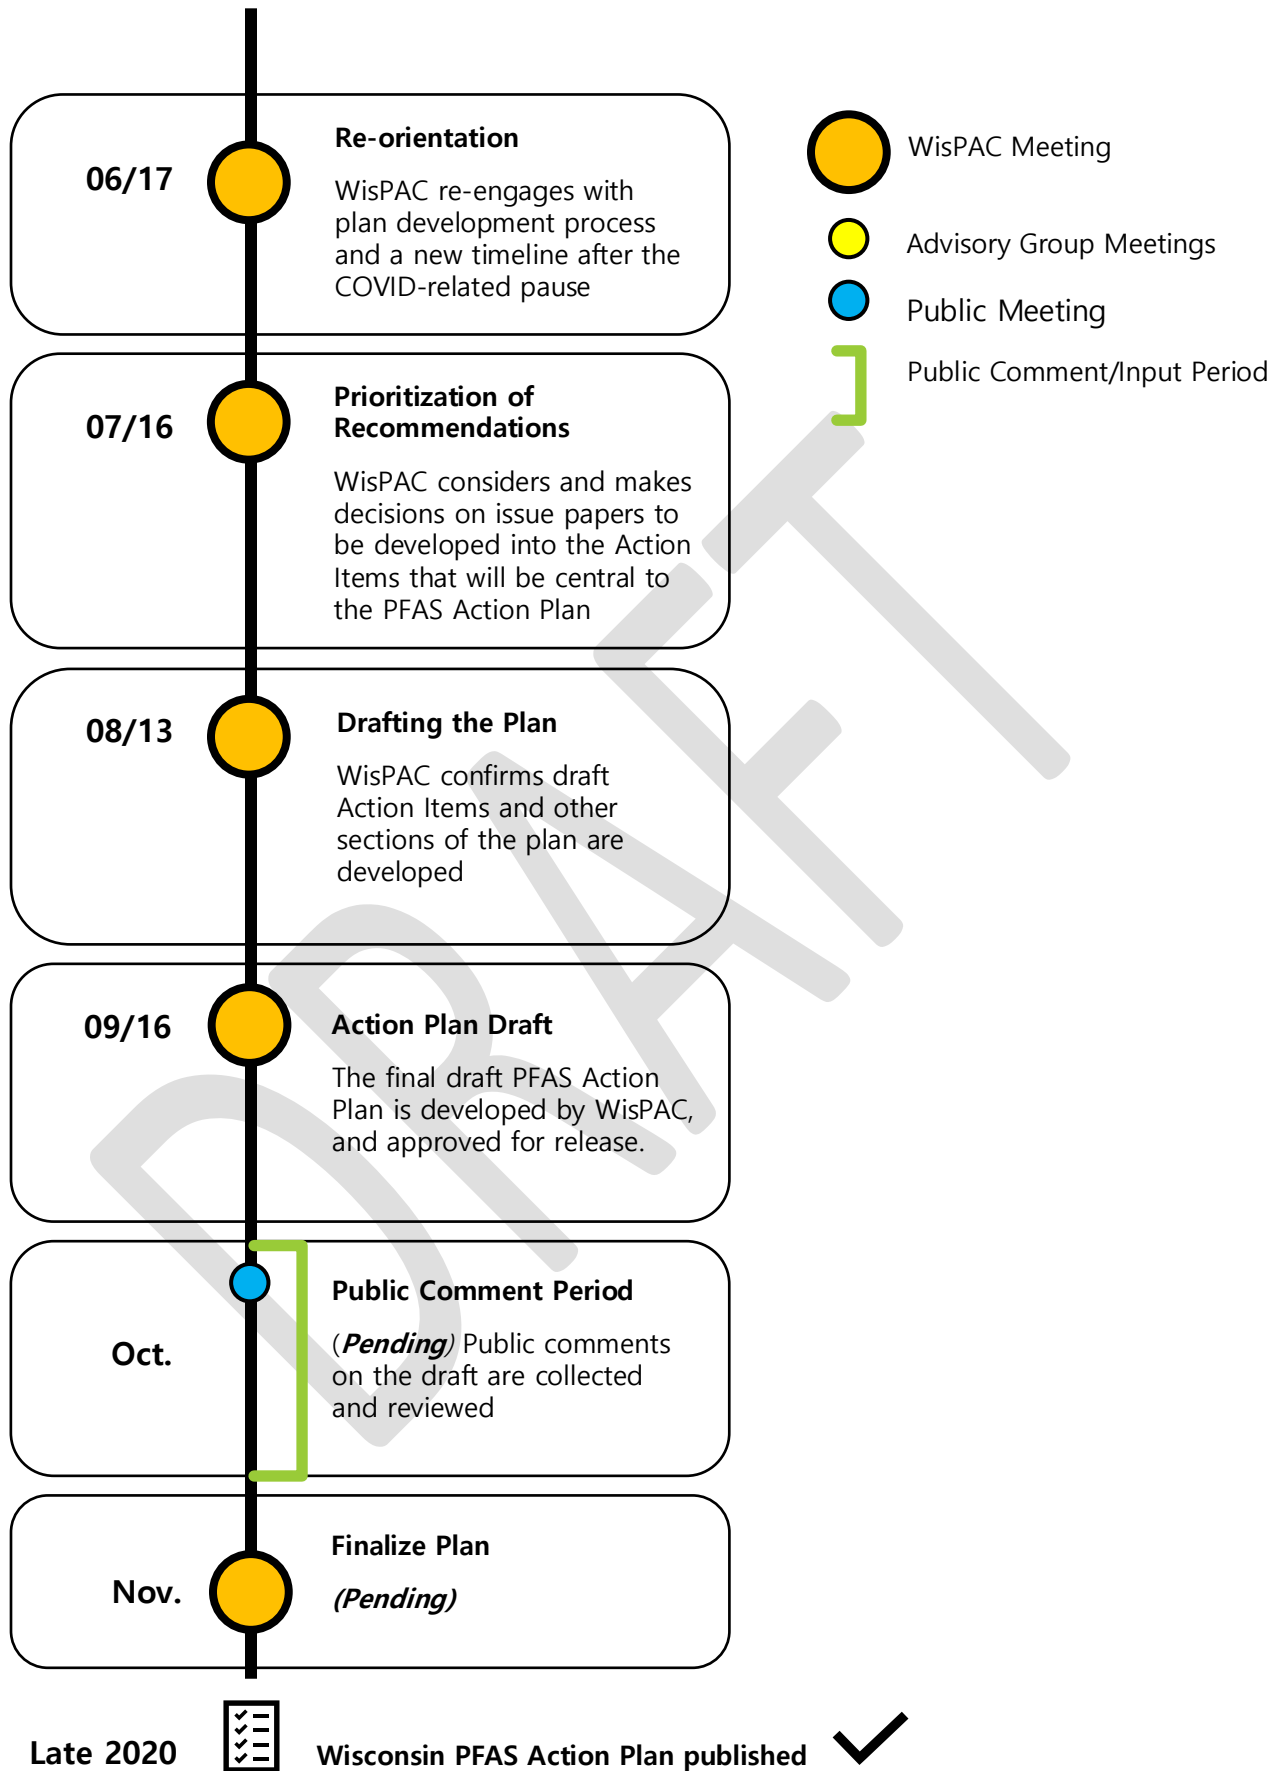 06/17
Re-orientation
WisPAC re-engages with
plan development process
and a new timeline after the
COVID-related pause
WisPAC Meeting
Advisory Group Meetings
Public Meeting
Public Comment/Input Period
07/16
Prioritization of
Recommendations
WisPAC considers and makes
decisions on issue papers to
be developed into the Action
Items that will be central to
the PFAS Action Plan
08/13
Drafting the Plan
WisPAC confirms draft
Action Items and other
sections of the plan are
developed
09/16
Action Plan Draft
The final draft PFAS Action
Plan is developed by WisPAC,
and approved for release.
Oct.
Public Comment Period
(Pending) Public comments
on the draft are collected
and reviewed
Nov.
Finalize Plan
(Pending)
Late 2020
Wisconsin PFAS Action Plan published
DRAFT